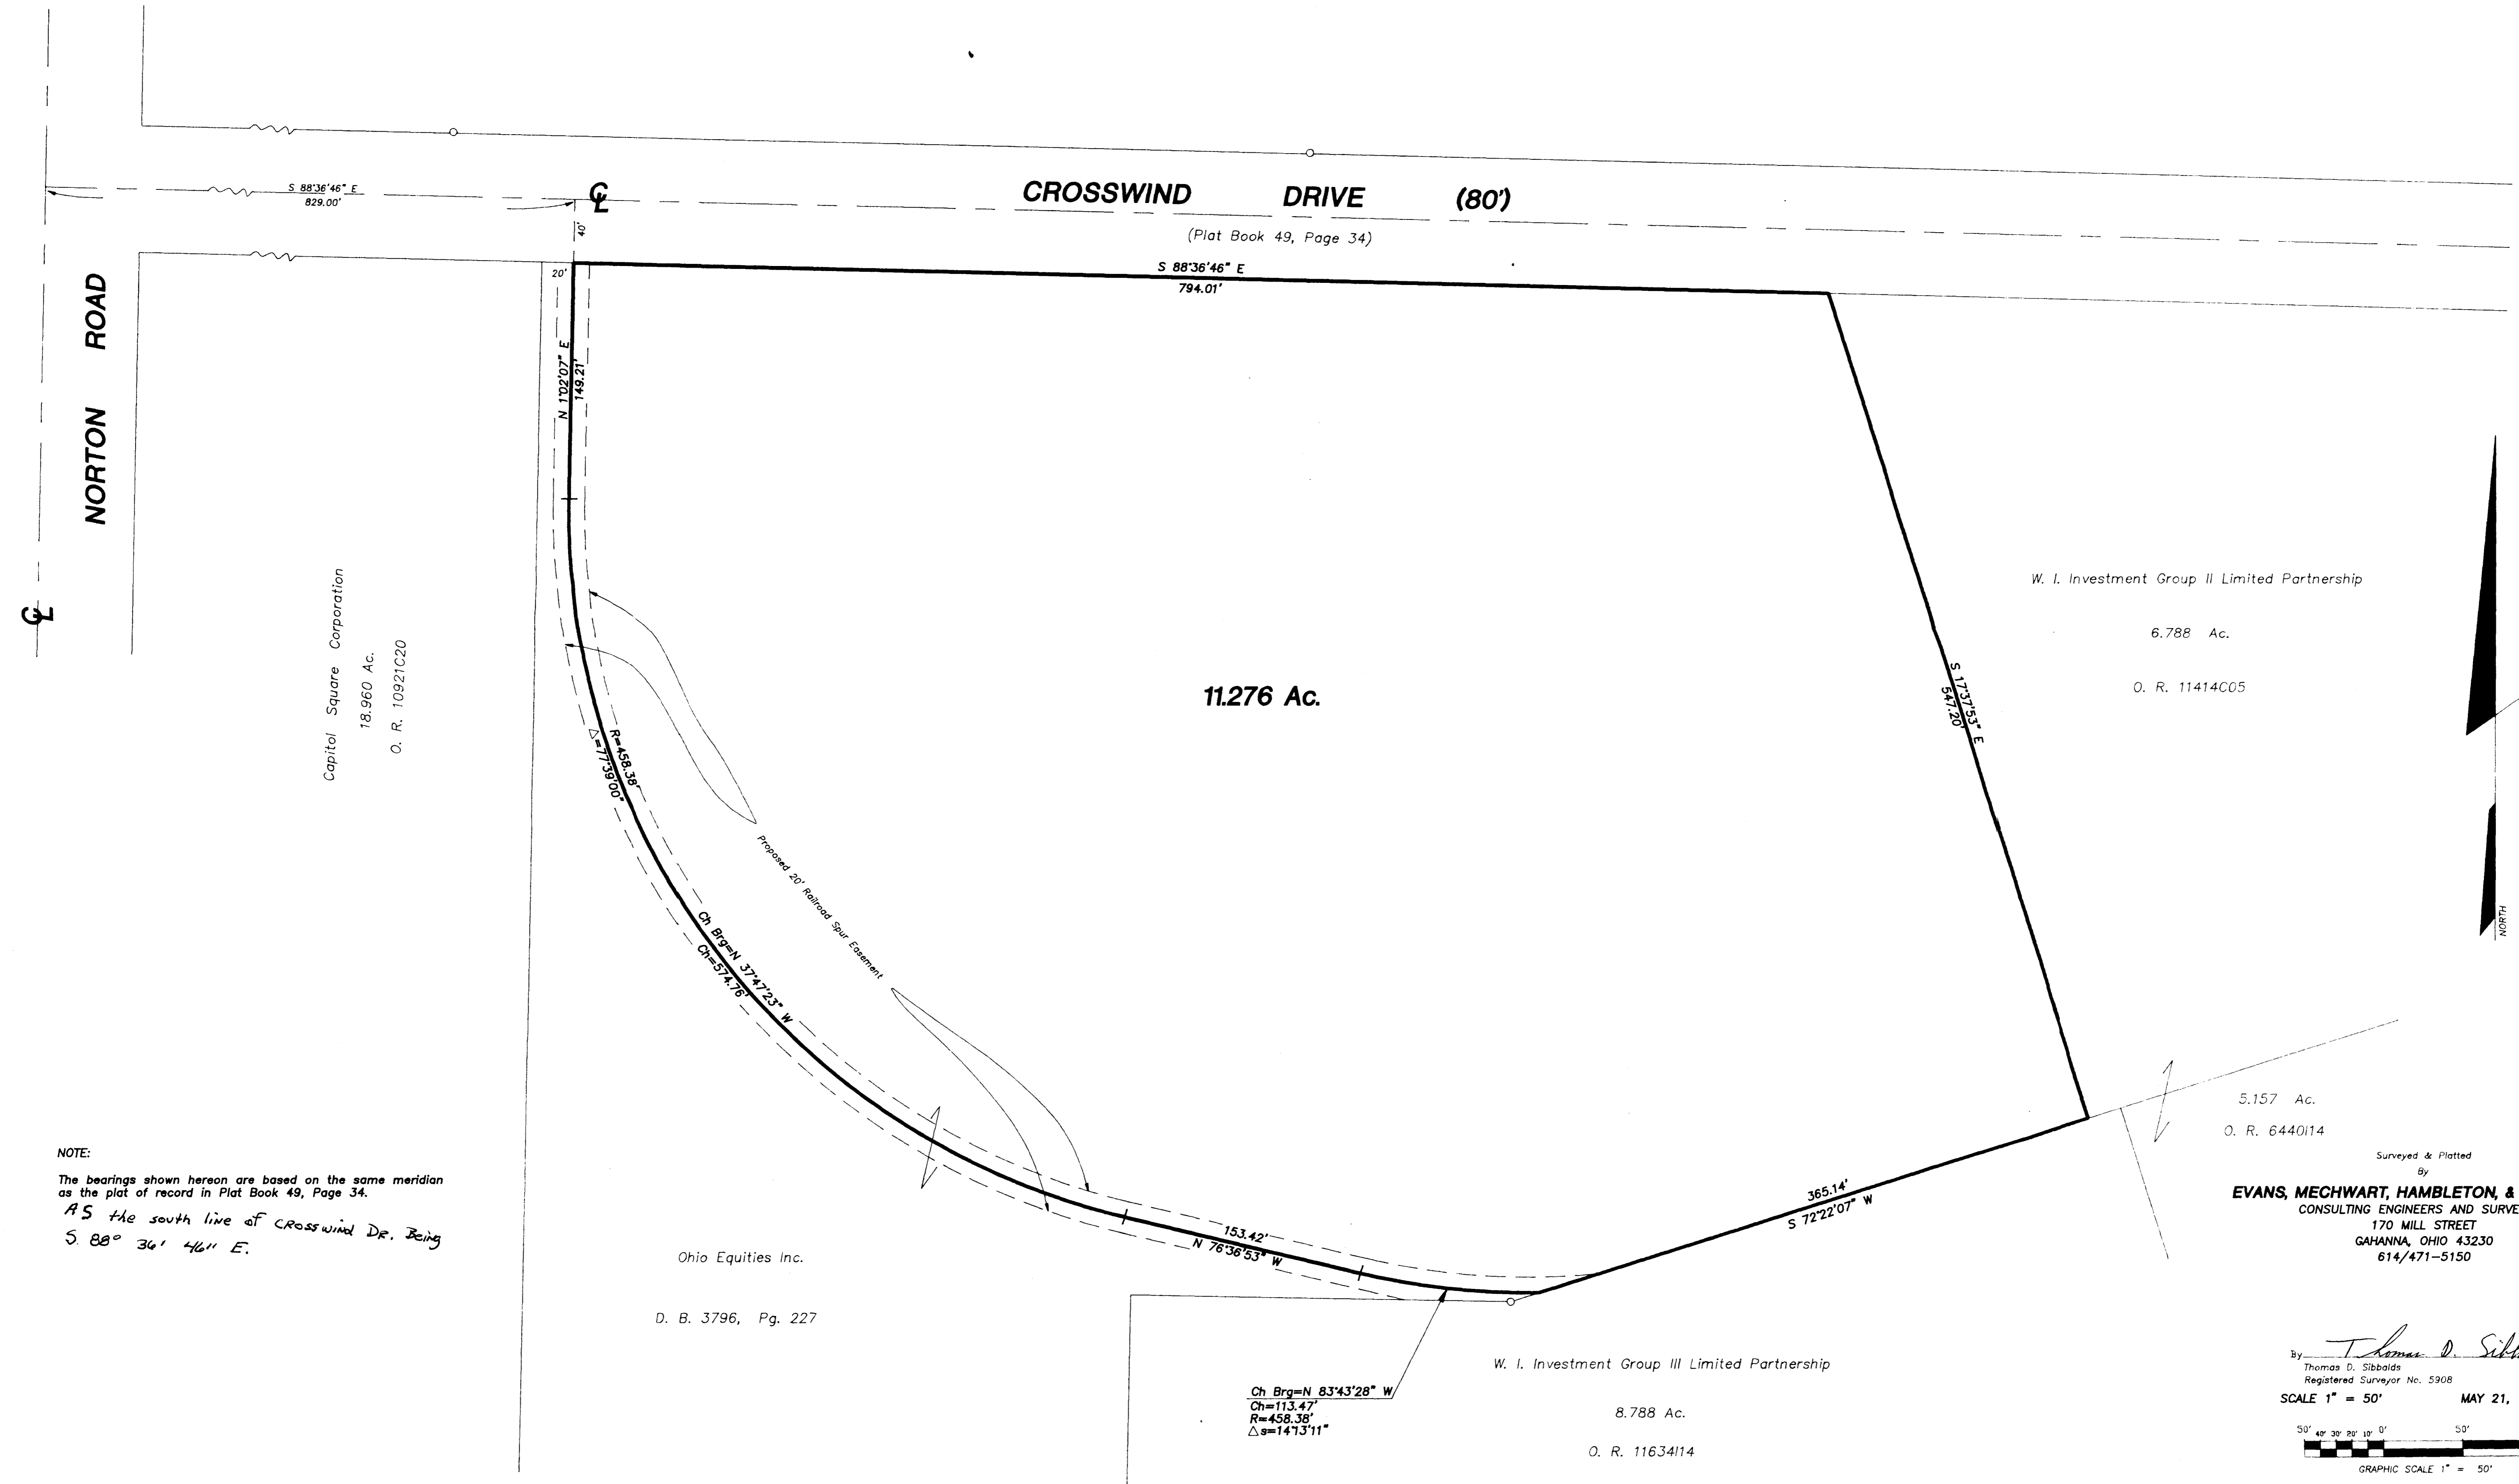 S 88°36'46" E
829.00'
℄
CROSSWIND DRIVE (80')
(Plat Book 49, Page 34)
40'
20'
S 88°36'46" E
794.01'
NORTON ROAD
℄
N 1°02'07" E
149.21'
Capitol Square Corporation
18.960 Ac.
O. R. 10921C20
W. I. Investment Group II Limited Partnership
6.788 Ac.
O. R. 11414C05
S 17°37'53" E
547.20'
11.276 Ac.
R=458.38'
△=77°39'00"
Proposed 20' Railroad Spur Easement
Ch Brg=N 37°47'23" W
Ch=574.76'
NORTH
5.157 Ac.
O. R. 6440I14
365.14'
S 72°22'07" W
153.42'
N 76°36'53" W
NOTE:
The bearings shown hereon are based on the same meridian
as the plat of record in Plat Book 49, Page 34.
AS the south line of CROSSWIND DR. Being
S. 88° 36' 46" E.
Ohio Equities Inc.
D. B. 3796, Pg. 227
Ch Brg=N 83°43'28" W
Ch=113.47'
R=458.38'
△s=14°13'11"
W. I. Investment Group III Limited Partnership
8.788 Ac.
O. R. 11634I14
Surveyed & Platted
By
EVANS, MECHWART, HAMBLETON, &
CONSULTING ENGINEERS AND SURVE
170 MILL STREET
GAHANNA, OHIO 43230
614/471-5150
By Thomas D. Sibb
Thomas D. Sibbalds
Registered Surveyor No. 5908
SCALE 1" = 50' MAY 21,
50' 40' 30' 20' 10' 0' 50'
GRAPHIC SCALE 1" = 50'